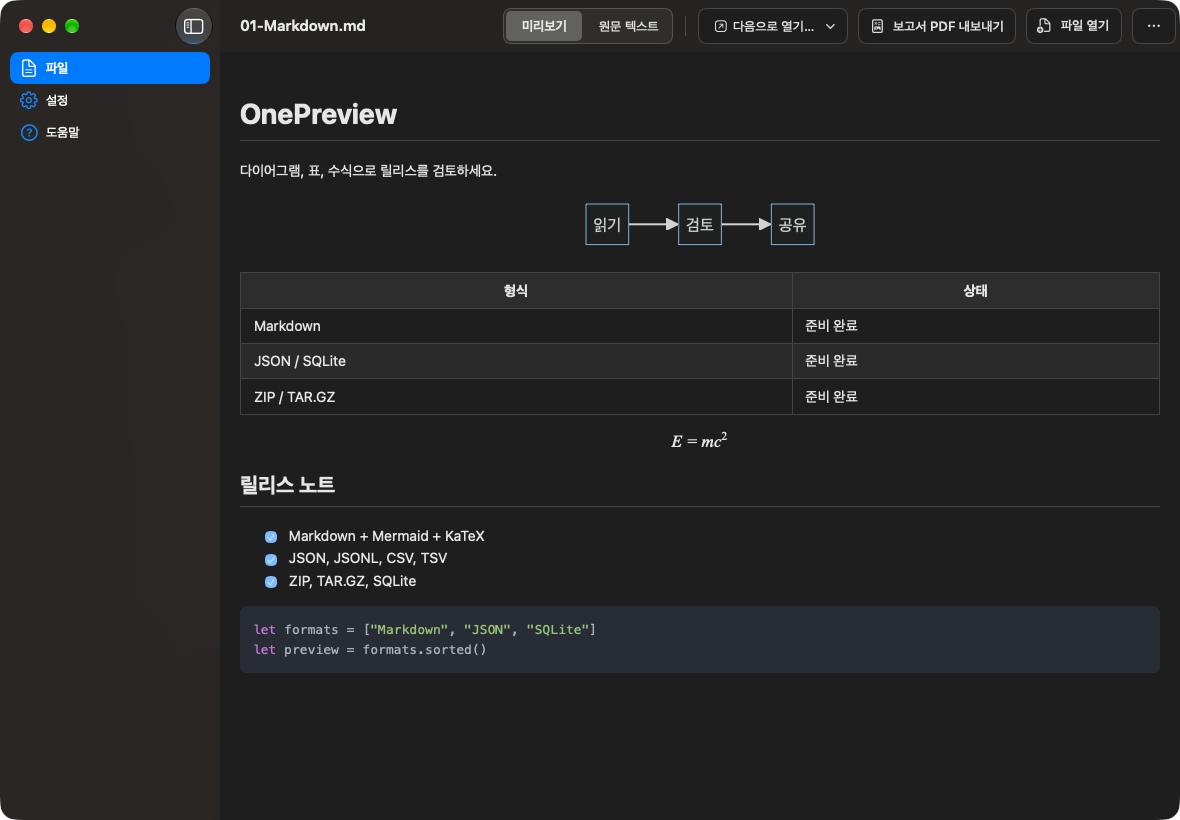 01-Markdown.md
미리보기
원문 텍스트
다음으로 열기...
보고서 PDF 내보내기
파일 열기
파일
설정
도움말
OnePreview
다이어그램, 표, 수식으로 릴리스를 검토하세요.
읽기 검토 공유
형식 상태
Markdown 준비 완료
JSON / SQLite 준비 완료
ZIP / TAR.GZ 준비 완료
E = mc²
릴리스 노트
Markdown + Mermaid + KaTeX
JSON, JSONL, CSV, TSV
ZIP, TAR.GZ, SQLite
let formats = ["Markdown", "JSON", "SQLite"]
let preview = formats.sorted()